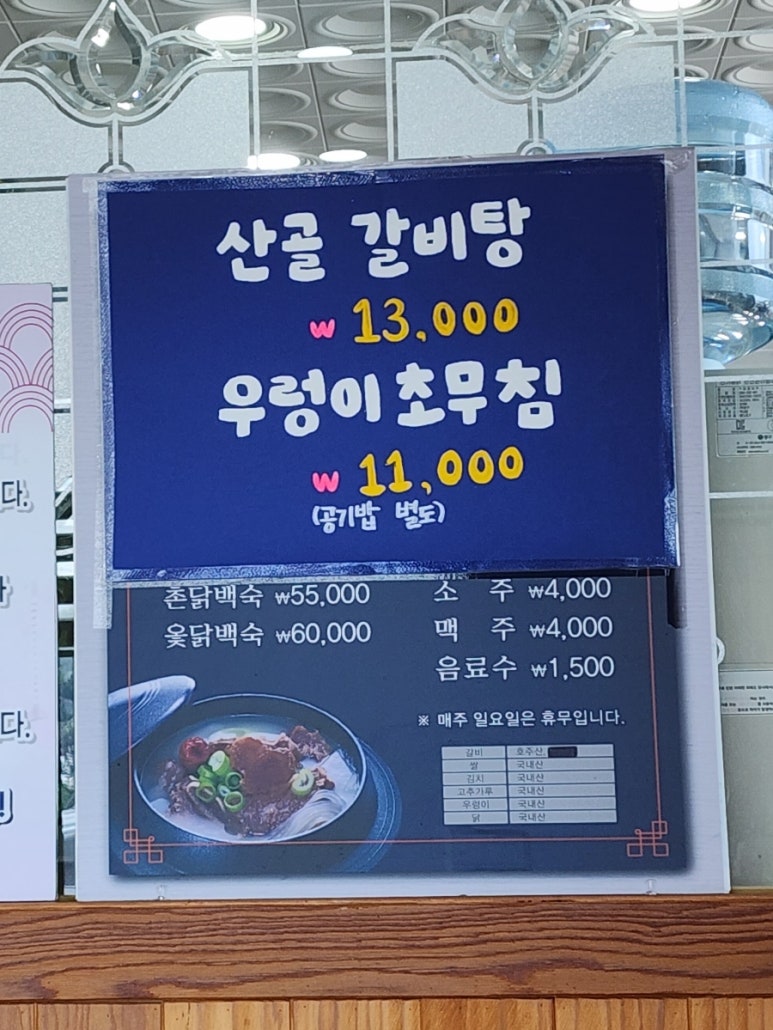 산골 갈비탕
₩ 13,000
우렁이 초무침
₩ 11,000
(공기밥 별도)
촌닭백숙 ₩55,000
옻닭백숙 ₩60,000
소 주 ₩4,000
맥 주 ₩4,000
음료수 ₩1,500
※ 매주 일요일은 휴무입니다.
갈비 호주산,
쌀 국내산
김치 국내산
고추가루 국내산
우렁이 국내산
닭 국내산
다.
다.